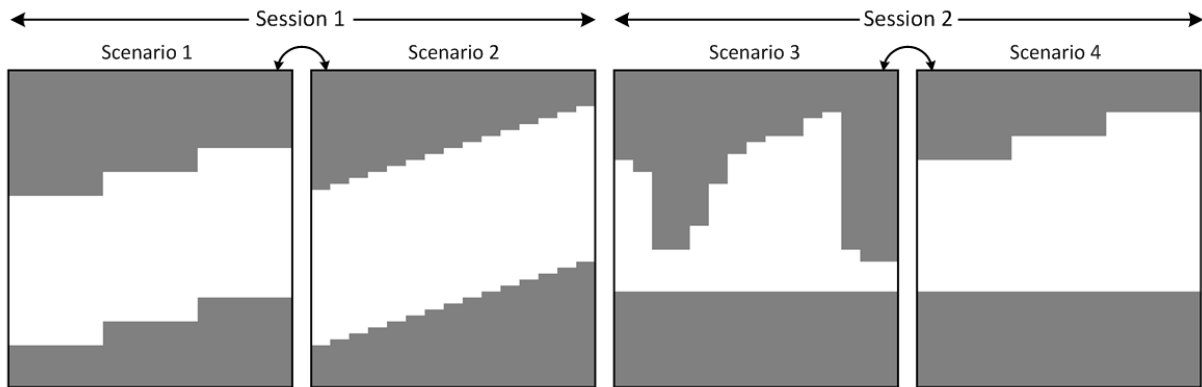 Session 1
Session 2
Scenario 1
Scenario 2
Scenario 3
Scenario 4